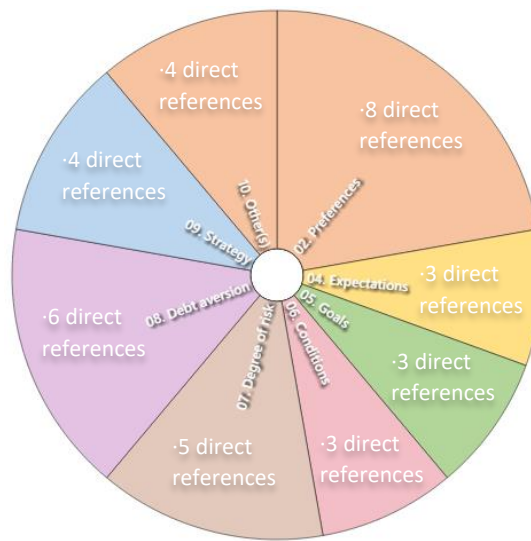 ·4 direct
references
·8 direct
references
·4 direct
references
10. Other(s)
02. Preferences
09. Strategy
04. Expectations
·3 direct
references
08. Debt aversion
05. Goals
·6 direct
references
06. Conditions
07. Degree of risk
·3 direct
references
·5 direct
references
·3 direct
references